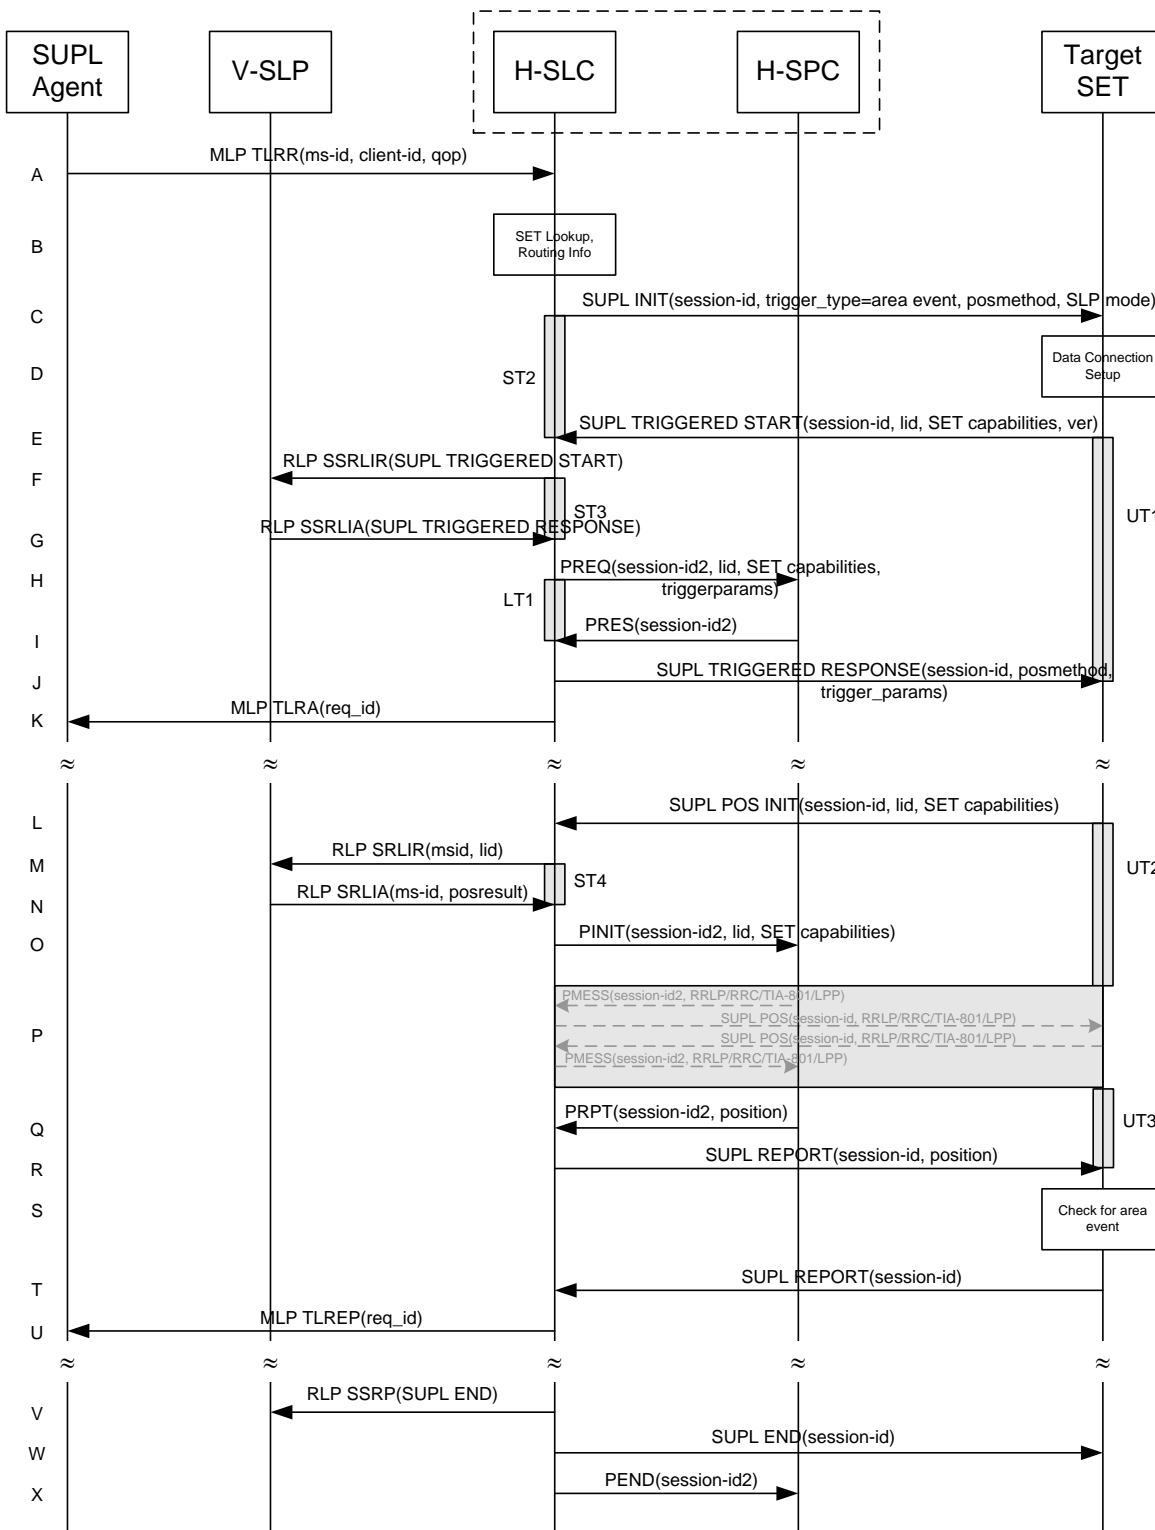 SUPL
Agent
V-SLP
H-SLC
H-SPC
Target
SET
A
MLP TLRR(ms-id, client-id, qop)
B
SET Lookup,
Routing Info
C
SUPL INIT(session-id, trigger_type=area event, posmethod, SLP mode)
D
ST2
Data Connection
Setup
E
SUPL TRIGGERED START(session-id, lid, SET capabilities, ver)
F
RLP SSRLIR(SUPL TRIGGERED START)
ST3
UT1
G
RLP SSRLIA(SUPL TRIGGERED RESPONSE)
H
PREQ(session-id2, lid, SET capabilities,
triggerparams)
LT1
I
PRES(session-id2)
J
SUPL TRIGGERED RESPONSE(session-id, posmethod,
trigger_params)
K
MLP TLRA(req_id)
≈ ≈ ≈ ≈ ≈
L
SUPL POS INIT(session-id, lid, SET capabilities)
M
RLP SRLIR(msid, lid)
ST4
UT2
N
RLP SRLIA(ms-id, posresult)
O
PINIT(session-id2, lid, SET capabilities)
P
PMESS(session-id2, RRLP/RRC/TIA-801/LPP)
SUPL POS(session-id, RRLP/RRC/TIA-801/LPP)
SUPL POS(session-id, RRLP/RRC/TIA-801/LPP)
PMESS(session-id2, RRLP/RRC/TIA-801/LPP)
Q
PRPT(session-id2, position)
UT3
R
SUPL REPORT(session-id, position)
S
Check for area
event
T
SUPL REPORT(session-id)
U
MLP TLREP(req_id)
≈ ≈ ≈ ≈ ≈
V
RLP SSRP(SUPL END)
W
SUPL END(session-id)
X
PEND(session-id2)